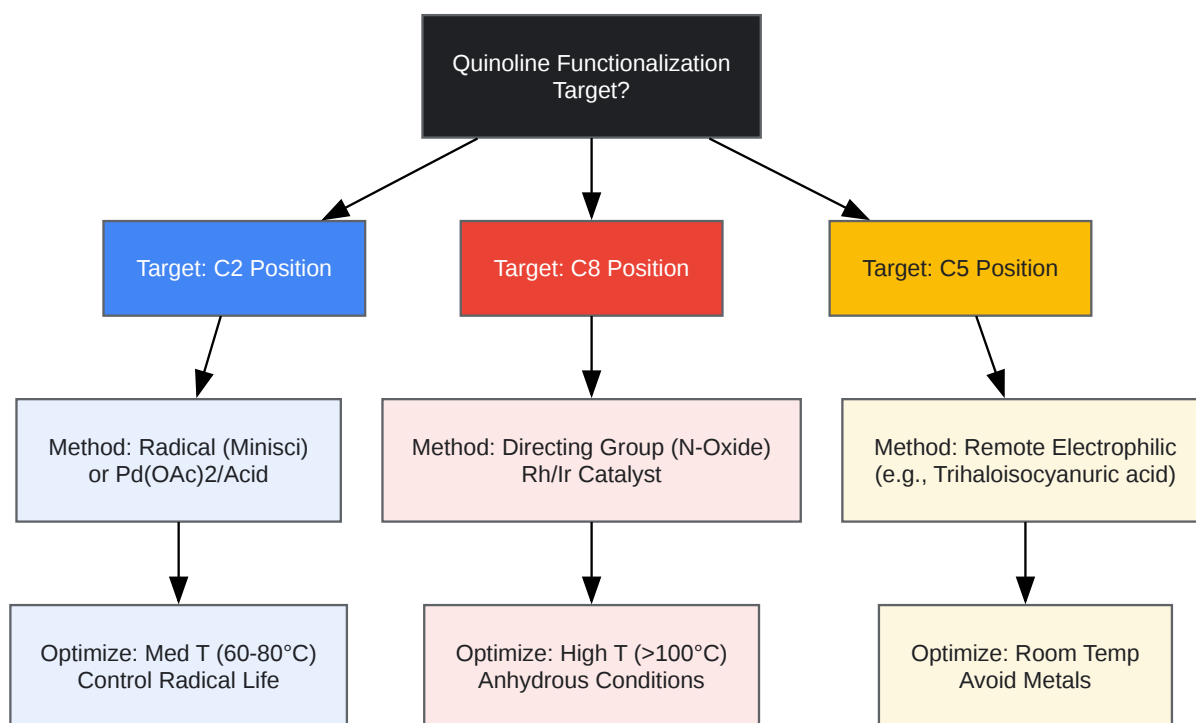 Quinoline Functionalization
Target?
Target: C2 Position
Target: C8 Position
Target: C5 Position
Method: Radical (Minisci)
or Pd(OAc)2/Acid
Method: Directing Group (N-Oxide)
Rh/Ir Catalyst
Method: Remote Electrophilic
(e.g., Trihaloisocyanuric acid)
Optimize: Med T (60-80°C)
Control Radical Life
Optimize: High T (>100°C)
Anhydrous Conditions
Optimize: Room Temp
Avoid Metals